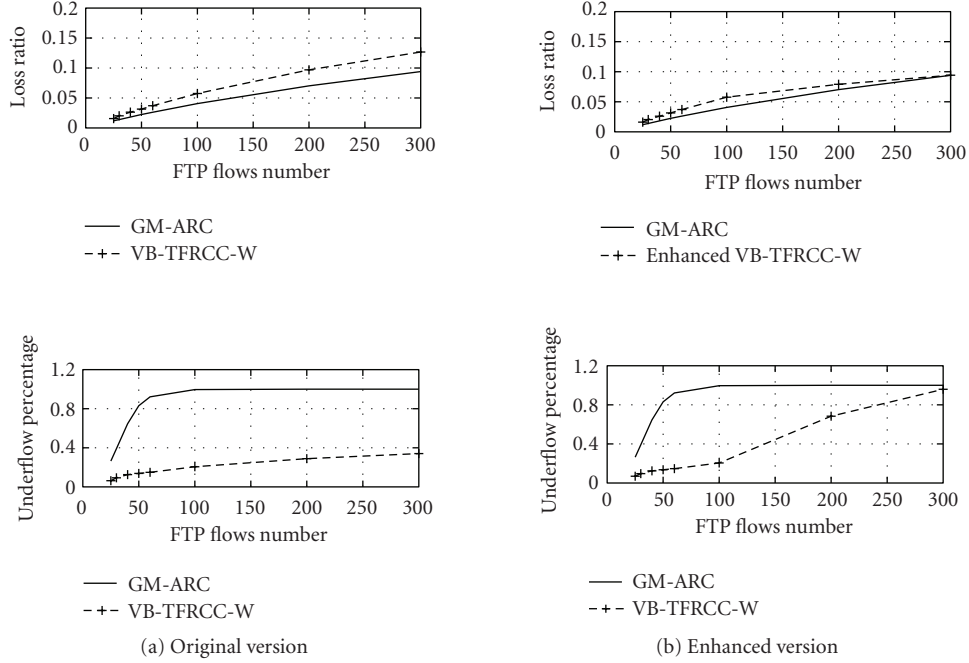 Loss ratio
0.2
0.15
0.1
0.05
0
0 50 100 150 200 250 300
FTP flows number
GM-ARC
VB-TFRCC-W
Loss ratio
0.2
0.15
0.1
0.05
0
0 50 100 150 200 250 300
FTP flows number
GM-ARC
Enhanced VB-TFRCC-W
Underflow percentage
1.2
0.8
0.4
0
0 50 100 150 200 250 300
FTP flows number
GM-ARC
VB-TFRCC-W
(a) Original version
Underflow percentage
1.2
0.8
0.4
0
0 50 100 150 200 250 300
FTP flows number
GM-ARC
VB-TFRCC-W
(b) Enhanced version